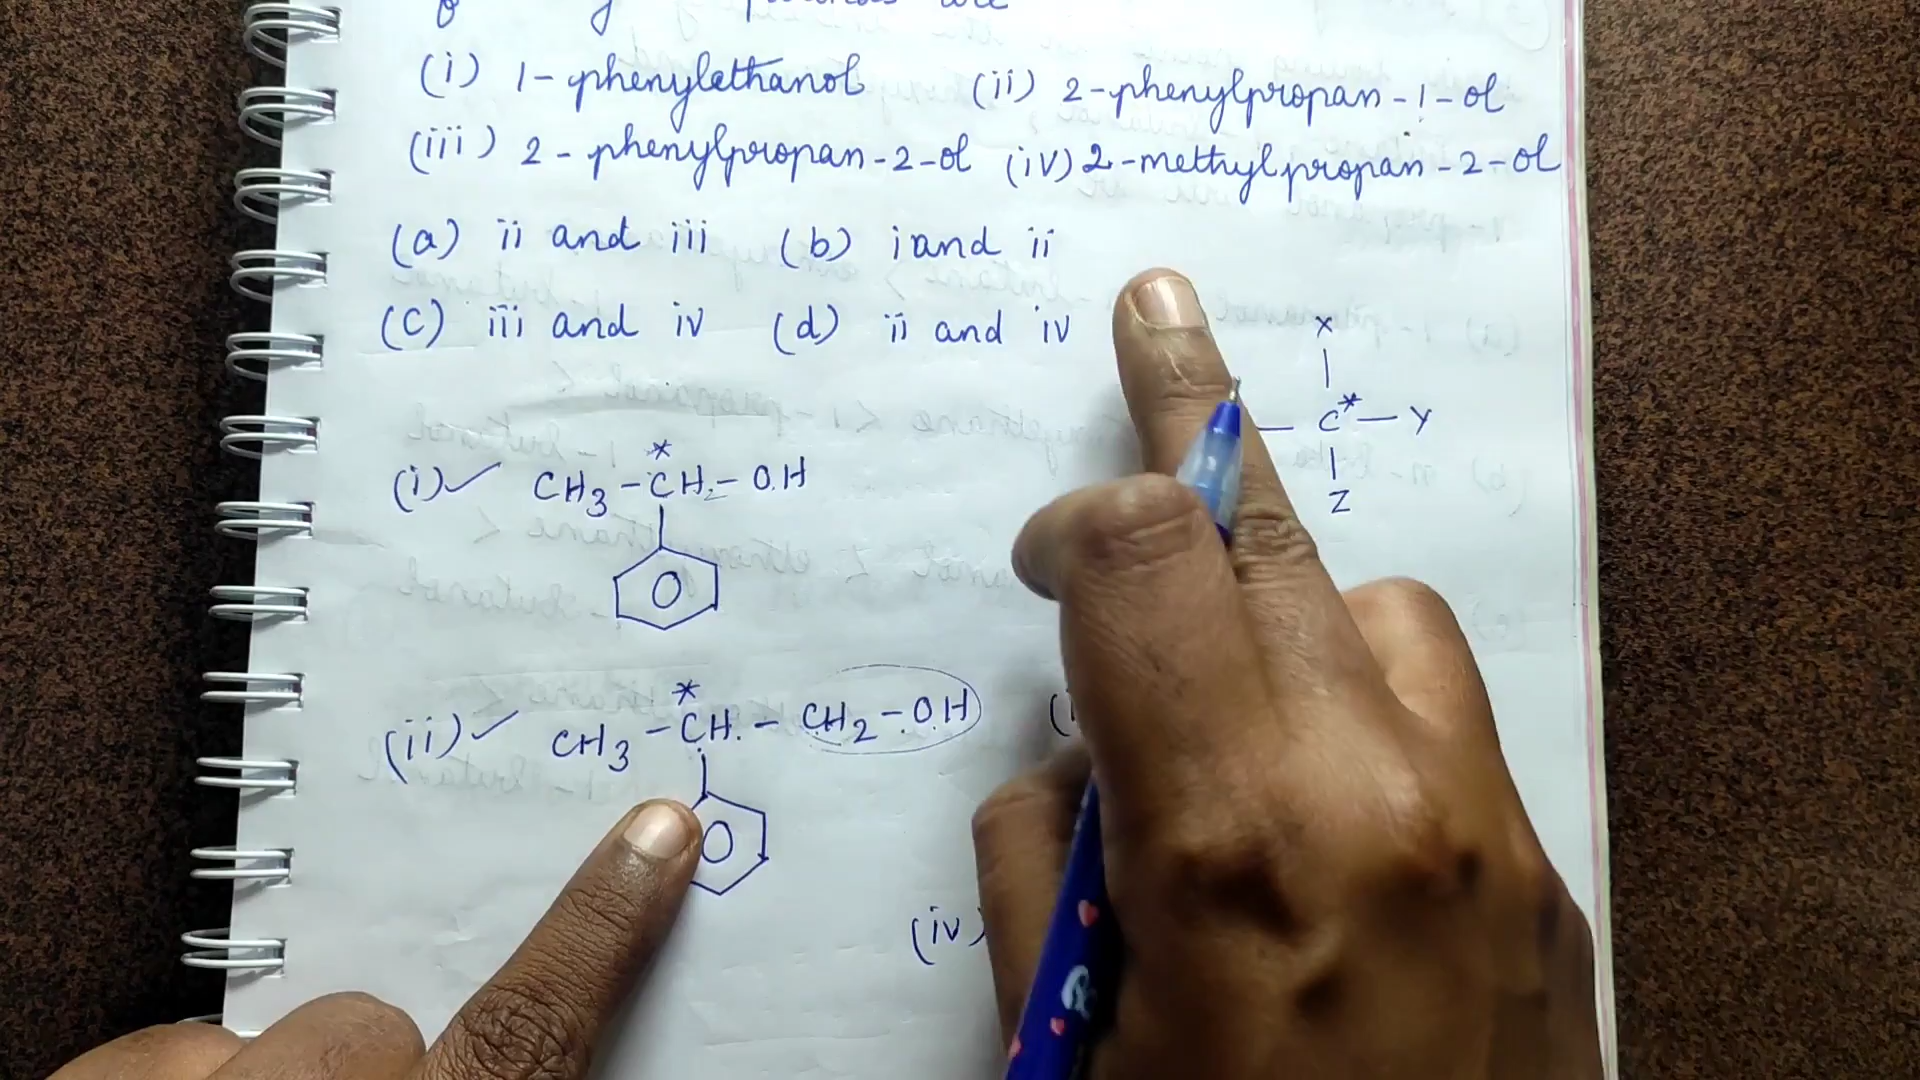 are
(i) 1-phenylethanol (ii) 2-phenylpropan-1-ol
(iii) 2-phenylpropan-2-ol (iv) 2-methylpropan-2-ol
(a) ii and iii (b) i and ii
(c) iii and iv (d) ii and iv
X
C* — Y
Z
*
(i) ✓ CH3 - CH2 - OH
*
(ii) ✓ CH3 - CH - CH2 - OH
(iv)